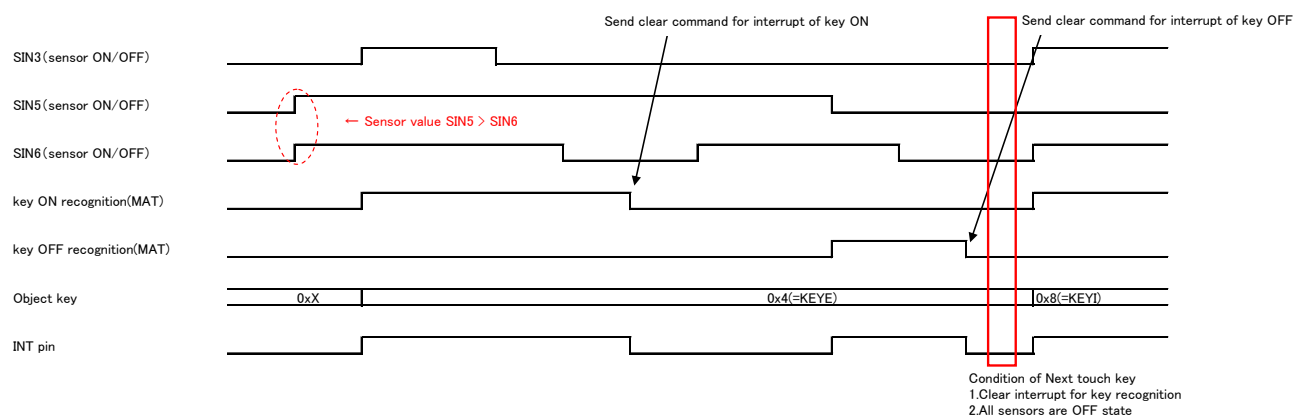 Send clear command for interrupt of key ON
Send clear command for interrupt of key OFF
SIN3(sensor ON/OFF)
SIN5(sensor ON/OFF)
← Sensor value SIN5 > SIN6
SIN6(sensor ON/OFF)
key ON recognition(MAT)
key OFF recognition(MAT)
Object key
0xX
0x4(=KEYE)
0x8(=KEYI)
INT pin
Condition of Next touch key
1.Clear interrupt for key recognition
2.All sensors are OFF state